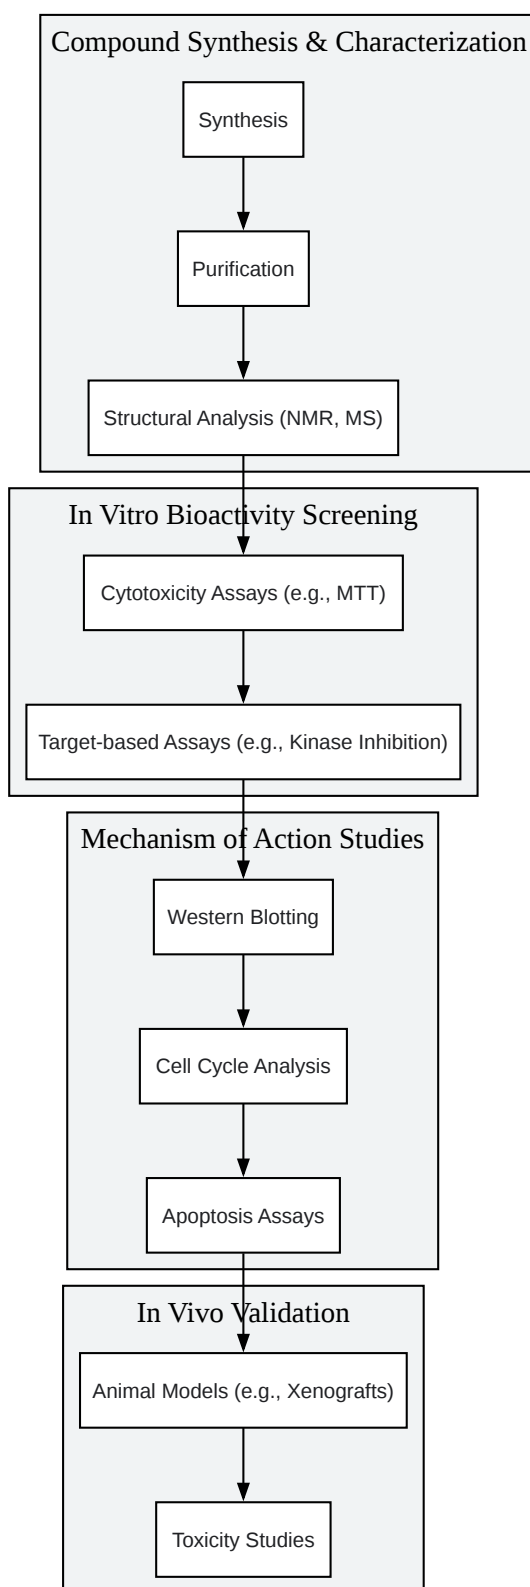 Compound Synthesis & Characterization
Synthesis
Purification
Structural Analysis (NMR, MS)
In Vitro Bioactivity Screening
Cytotoxicity Assays (e.g., MTT)
Target-based Assays (e.g., Kinase Inhibition)
Mechanism of Action Studies
Western Blotting
Cell Cycle Analysis
Apoptosis Assays
In Vivo Validation
Animal Models (e.g., Xenografts)
Toxicity Studies